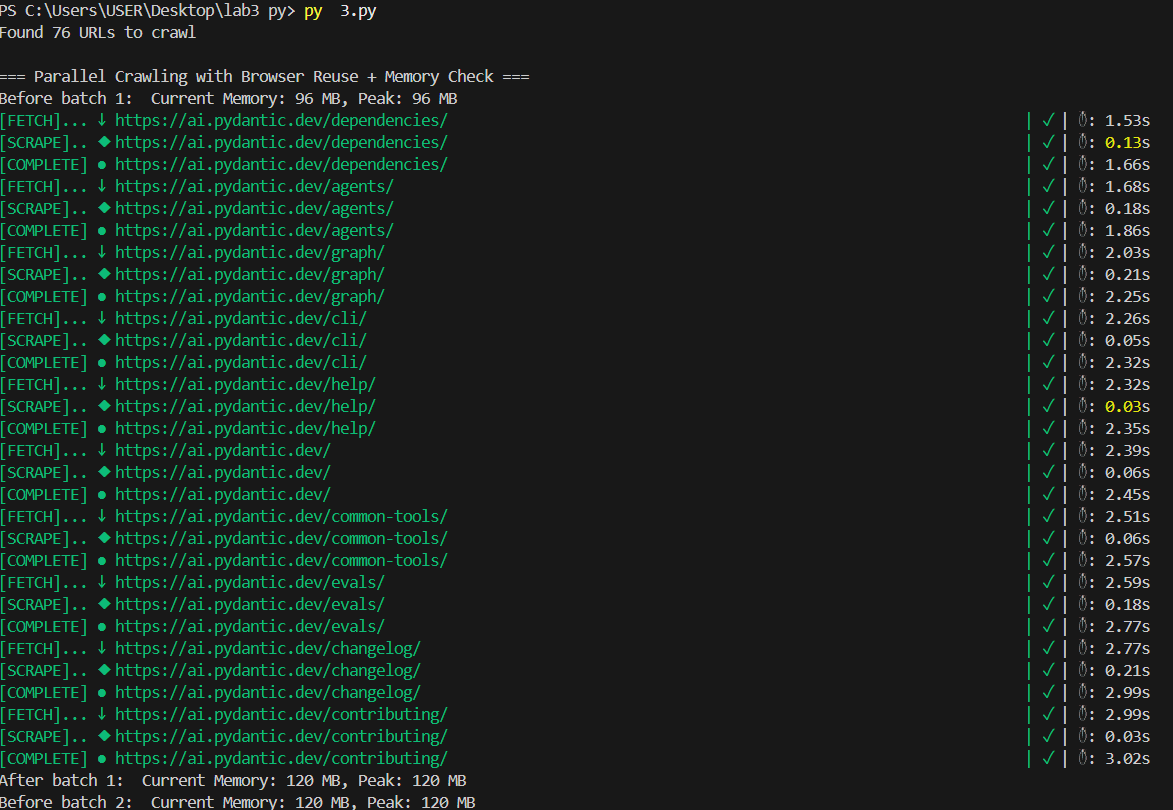 PS C:\Users\USER\Desktop\lab3 py> py  3.py
Found 76 URLs to crawl
=== Parallel Crawling with Browser Reuse + Memory Check ===
Before batch 1:  Current Memory: 96 MB, Peak: 96 MB
[FETCH]... ↓ https://ai.pydantic.dev/dependencies/ | ✓ | ⏱: 1.53s
[SCRAPE].. ◆ https://ai.pydantic.dev/dependencies/ | ✓ | ⏱: 0.13s
[COMPLETE] ● https://ai.pydantic.dev/dependencies/ | ✓ | ⏱: 1.66s
[FETCH]... ↓ https://ai.pydantic.dev/agents/ | ✓ | ⏱: 1.68s
[SCRAPE].. ◆ https://ai.pydantic.dev/agents/ | ✓ | ⏱: 0.18s
[COMPLETE] ● https://ai.pydantic.dev/agents/ | ✓ | ⏱: 1.86s
[FETCH]... ↓ https://ai.pydantic.dev/graph/ | ✓ | ⏱: 2.03s
[SCRAPE].. ◆ https://ai.pydantic.dev/graph/ | ✓ | ⏱: 0.21s
[COMPLETE] ● https://ai.pydantic.dev/graph/ | ✓ | ⏱: 2.25s
[FETCH]... ↓ https://ai.pydantic.dev/cli/ | ✓ | ⏱: 2.26s
[SCRAPE].. ◆ https://ai.pydantic.dev/cli/ | ✓ | ⏱: 0.05s
[COMPLETE] ● https://ai.pydantic.dev/cli/ | ✓ | ⏱: 2.32s
[FETCH]... ↓ https://ai.pydantic.dev/help/ | ✓ | ⏱: 2.32s
[SCRAPE].. ◆ https://ai.pydantic.dev/help/ | ✓ | ⏱: 0.03s
[COMPLETE] ● https://ai.pydantic.dev/help/ | ✓ | ⏱: 2.35s
[FETCH]... ↓ https://ai.pydantic.dev/ | ✓ | ⏱: 2.39s
[SCRAPE].. ◆ https://ai.pydantic.dev/ | ✓ | ⏱: 0.06s
[COMPLETE] ● https://ai.pydantic.dev/ | ✓ | ⏱: 2.45s
[FETCH]... ↓ https://ai.pydantic.dev/common-tools/ | ✓ | ⏱: 2.51s
[SCRAPE].. ◆ https://ai.pydantic.dev/common-tools/ | ✓ | ⏱: 0.06s
[COMPLETE] ● https://ai.pydantic.dev/common-tools/ | ✓ | ⏱: 2.57s
[FETCH]... ↓ https://ai.pydantic.dev/evals/ | ✓ | ⏱: 2.59s
[SCRAPE].. ◆ https://ai.pydantic.dev/evals/ | ✓ | ⏱: 0.18s
[COMPLETE] ● https://ai.pydantic.dev/evals/ | ✓ | ⏱: 2.77s
[FETCH]... ↓ https://ai.pydantic.dev/changelog/ | ✓ | ⏱: 2.77s
[SCRAPE].. ◆ https://ai.pydantic.dev/changelog/ | ✓ | ⏱: 0.21s
[COMPLETE] ● https://ai.pydantic.dev/changelog/ | ✓ | ⏱: 2.99s
[FETCH]... ↓ https://ai.pydantic.dev/contributing/ | ✓ | ⏱: 2.99s
[SCRAPE].. ◆ https://ai.pydantic.dev/contributing/ | ✓ | ⏱: 0.03s
[COMPLETE] ● https://ai.pydantic.dev/contributing/ | ✓ | ⏱: 3.02s
After batch 1:  Current Memory: 120 MB, Peak: 120 MB
Before batch 2:  Current Memory: 120 MB, Peak: 120 MB